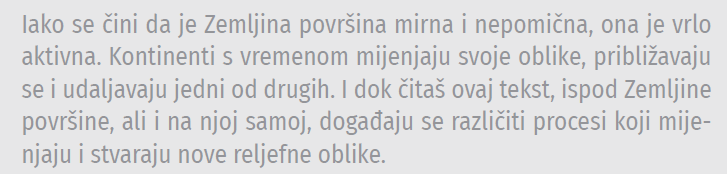 Iako se čini da je Zemljina površina mirna i nepomična, ona je vrlo
aktivna. Kontinenti s vremenom mijenjaju svoje oblike, približavaju
se i udaljavaju jedni od drugih. I dok čitaš ovaj tekst, ispod Zemljine
površine, ali i na njoj samoj, događaju se različiti procesi koji mije-
njaju i stvaraju nove reljefne oblike.